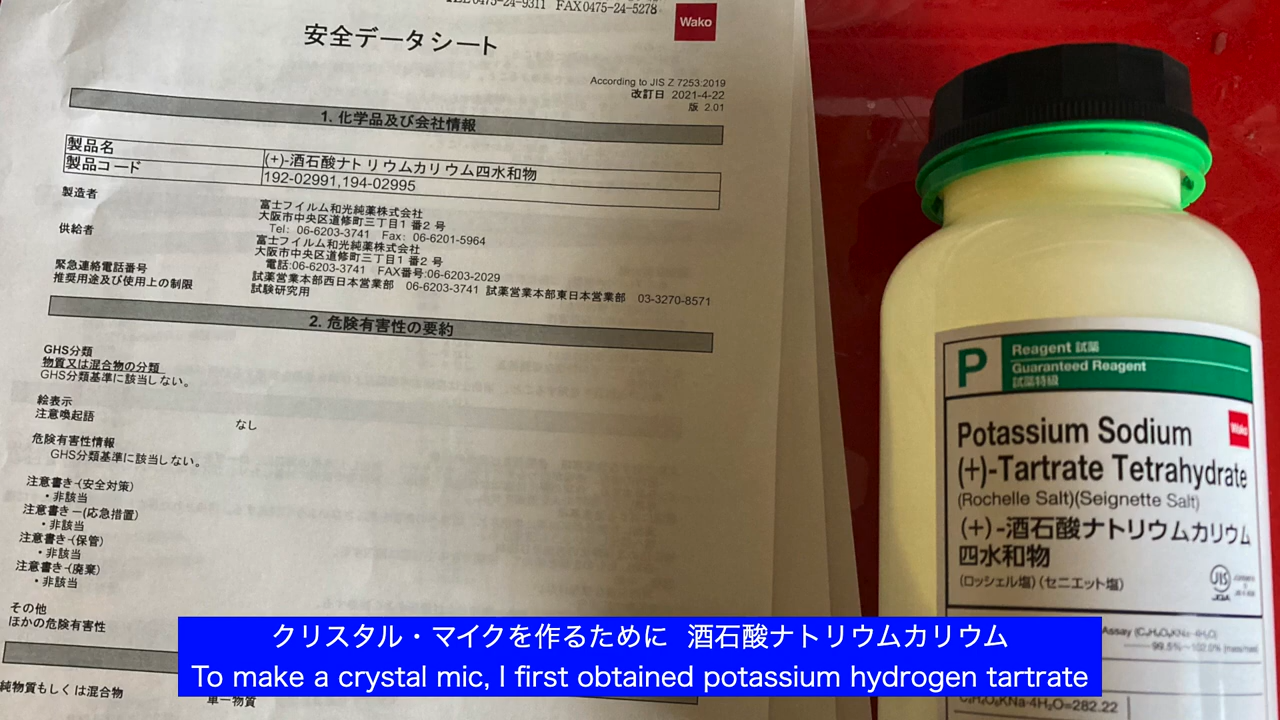 TEL 0475-24-9311 FAX0475-24-5278
Wako
安全データシート
According to JIS Z 7253:2019
改訂日 2021-4-22
版 2.01
1. 化学品及び会社情報
製品名 (+)-酒石酸ナトリウムカリウム四水和物
製品コード 192-02991,194-02995
製造者 富士フイルム和光純薬株式会社
大阪市中央区道修町三丁目1番2号
Tel: 06-6203-3741 Fax: 06-6201-5964
供給者 富士フイルム和光純薬株式会社
大阪市中央区道修町三丁目1番2号
電話:06-6203-3741 FAX番号:06-6203-2029
緊急連絡電話番号 試薬営業本部西日本営業部 06-6203-3741 試薬営業本部東日本営業部 03-3270-8571
推奨用途及び使用上の制限 試験研究用
2. 危険有害性の要約
GHS分類
物質又は混合物の分類
GHS分類基準に該当しない。
絵表示
注意喚起語 なし
危険有害性情報
GHS分類基準に該当しない。
注意書き-(安全対策)
・非該当
注意書き-(応急措置)
・非該当
注意書き-(保管)
・非該当
注意書き-(廃棄)
・非該当
その他
ほかの危険有害性
純物質もしくは混合物 単一物質
P
Reagent 試薬
Guaranteed Reagent
試薬特級
Wako
Potassium Sodium
(+)-Tartrate Tetrahydrate
(Rochelle Salt)(Seignette Salt)
(+)-酒石酸ナトリウムカリウム
四水和物
(ロッシェル塩)(セニエット塩)
JIS
Assay (C₄H₄O₆KNa·4H₂O)
99.5%~102.0% (mass/mass)
C₄H₄O₆KNa·4H₂O=282.22
クリスタル・マイクを作るために 酒石酸ナトリウムカリウム
To make a crystal mic, I first obtained potassium hydrogen tartrate